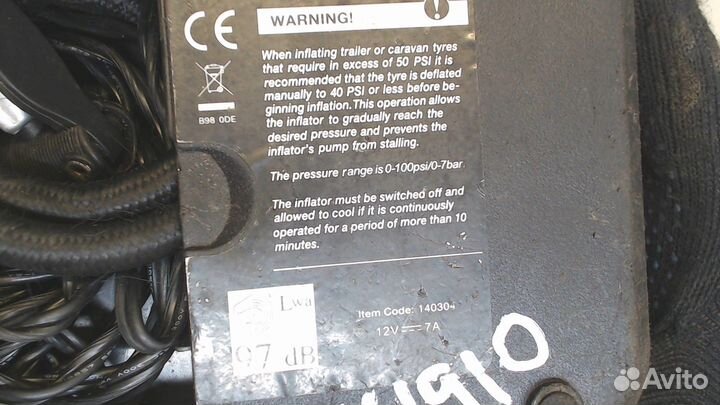 WARNING!
CE
When inflating trailer or caravan tyres
that require in excess of 50 PSI it is
recommended that the tyre is deflated
manually to 40 PSI or less before be-
ginning inflation. This operation allows
the inflator to gradually reach the
desired pressure and prevents the
inflator's pump from stalling.
B98 0DE
The pressure range is 0-100psi/0-7bar.
The inflator must be switched off and
allowed to cool if it is continuously
operated for a period of more than 10
minutes.
Lwa
97 dB
Item Code: 140304
12V 7A
910
Avito